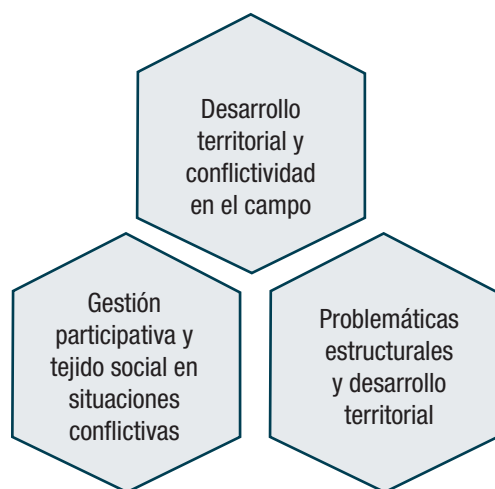 Desarrollo
territorial y
conflictividad
en el campo
Gestión
participativa y
tejido social en
situaciones
conflictivas
Problemáticas
estructurales
y desarrollo
territorial